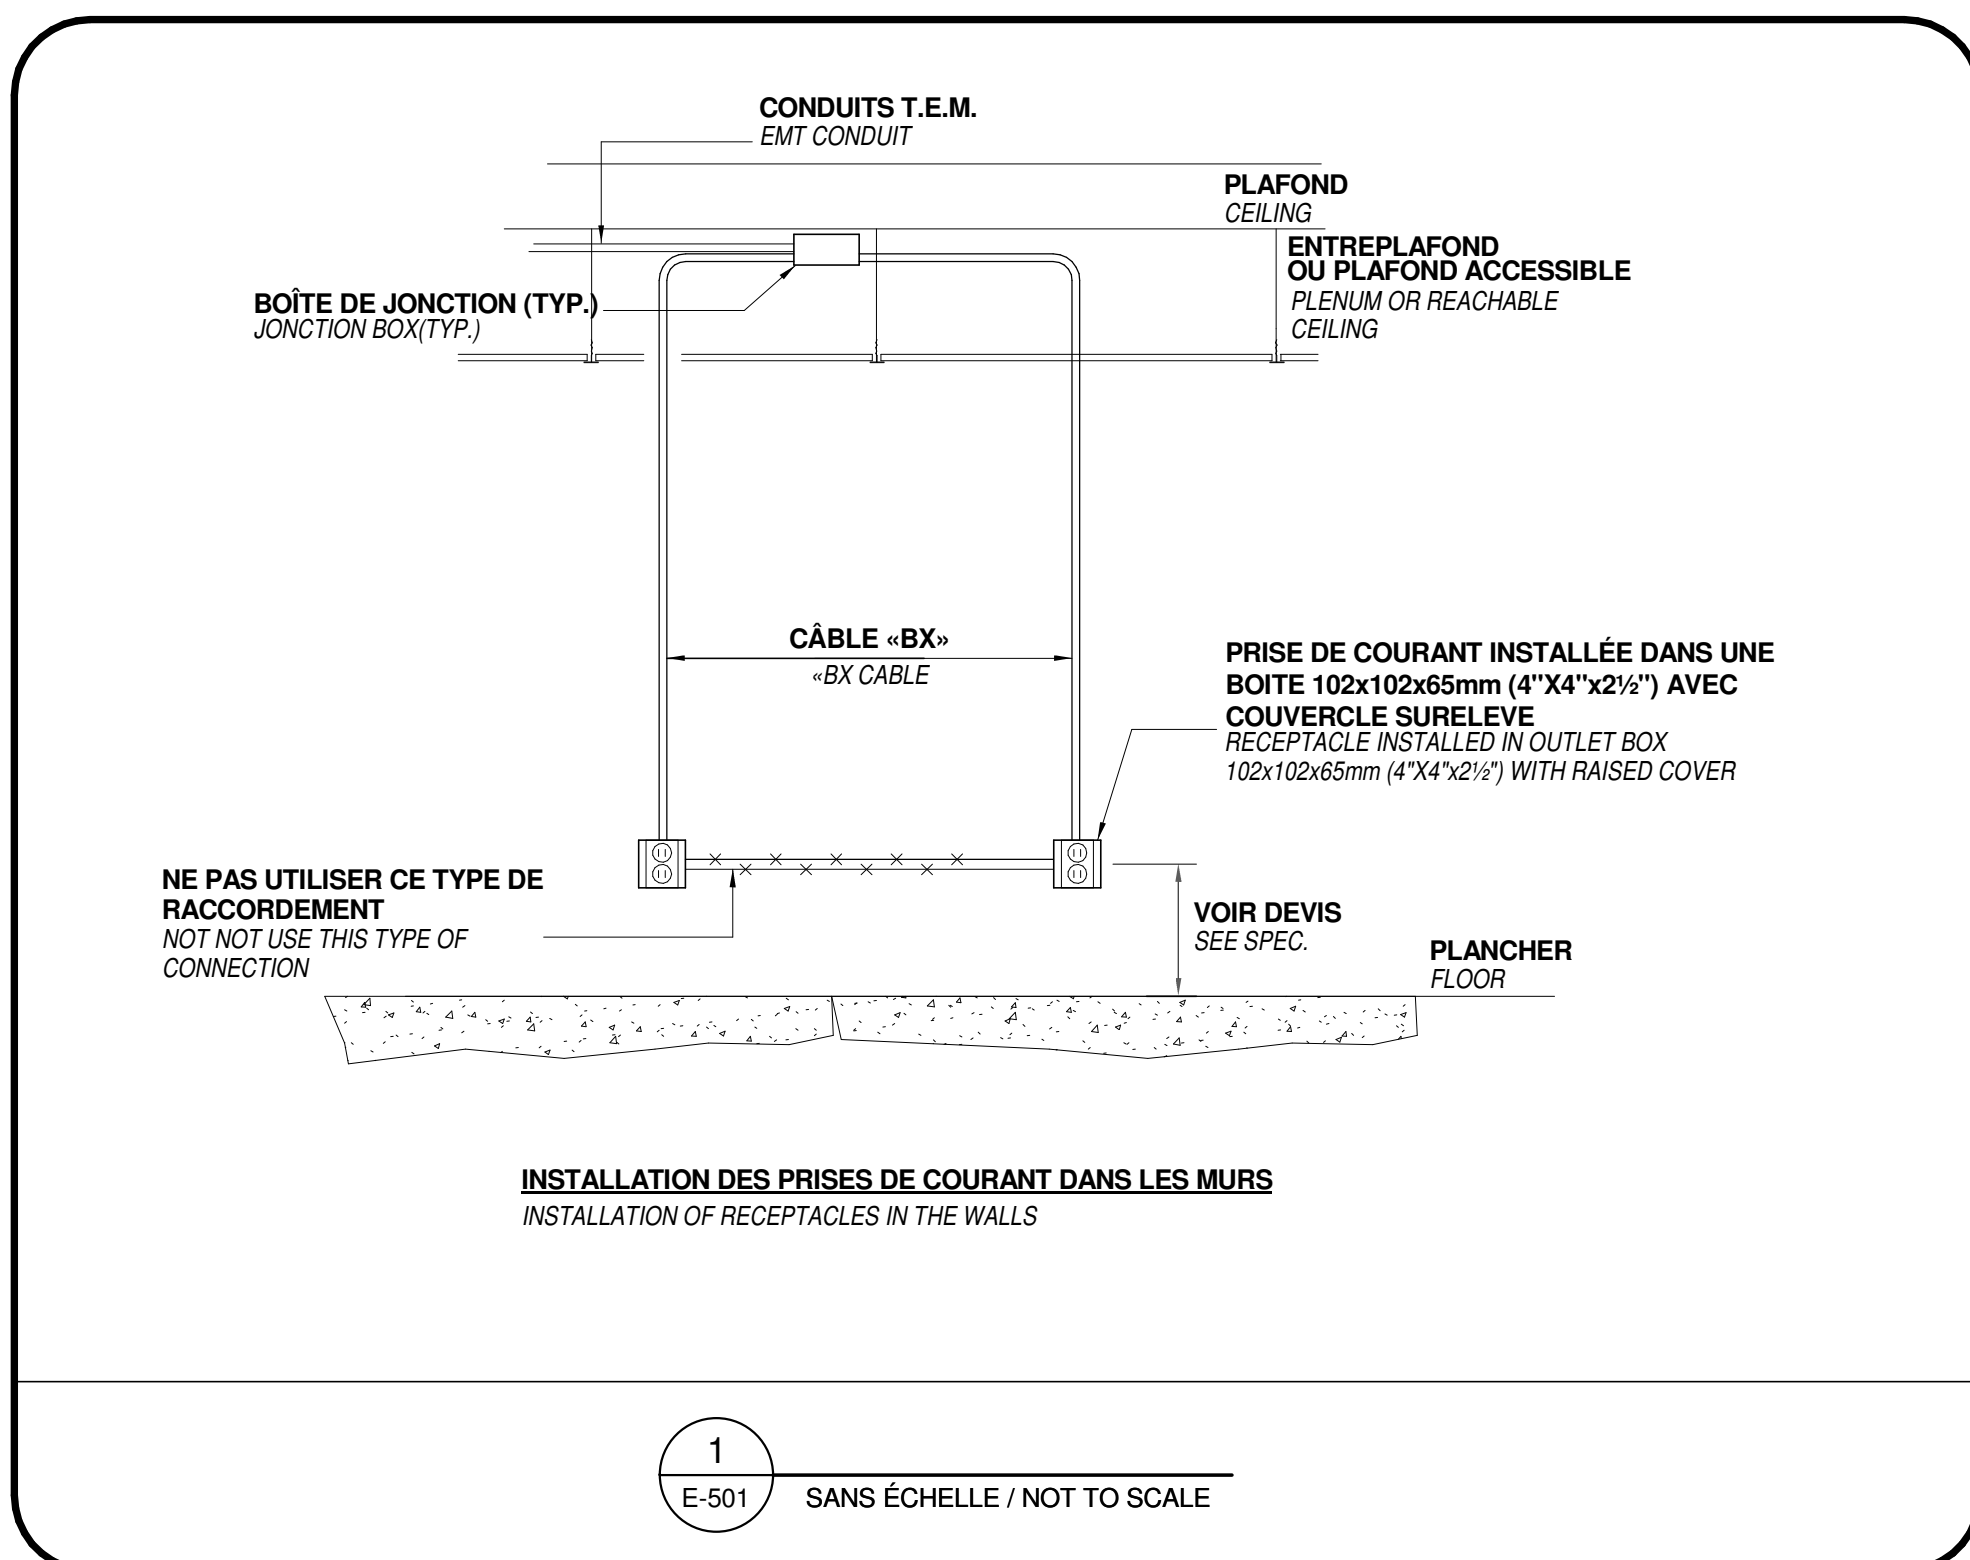 CONDUITS T.E.M.
EMT CONDUIT
PLAFOND
CEILING
ENTREPLAFOND
OU PLAFOND ACCESSIBLE
PLENUM OR REACHABLE
CEILING
BOÎTE DE JONCTION (TYP.)
JONCTION BOX(TYP.)
CÂBLE «BX»
«BX CABLE
PRISE DE COURANT INSTALLÉE DANS UNE
BOITE 102x102x65mm (4"X4"x2½") AVEC
COUVERCLE SURELEVE
RECEPTACLE INSTALLED IN OUTLET BOX
102x102x65mm (4"X4"x2½") WITH RAISED COVER
NE PAS UTILISER CE TYPE DE
RACCORDEMENT
NOT NOT USE THIS TYPE OF
CONNECTION
VOIR DEVIS
SEE SPEC.
PLANCHER
FLOOR
INSTALLATION DES PRISES DE COURANT DANS LES MURS
INSTALLATION OF RECEPTACLES IN THE WALLS
1
E-501
SANS ÉCHELLE / NOT TO SCALE